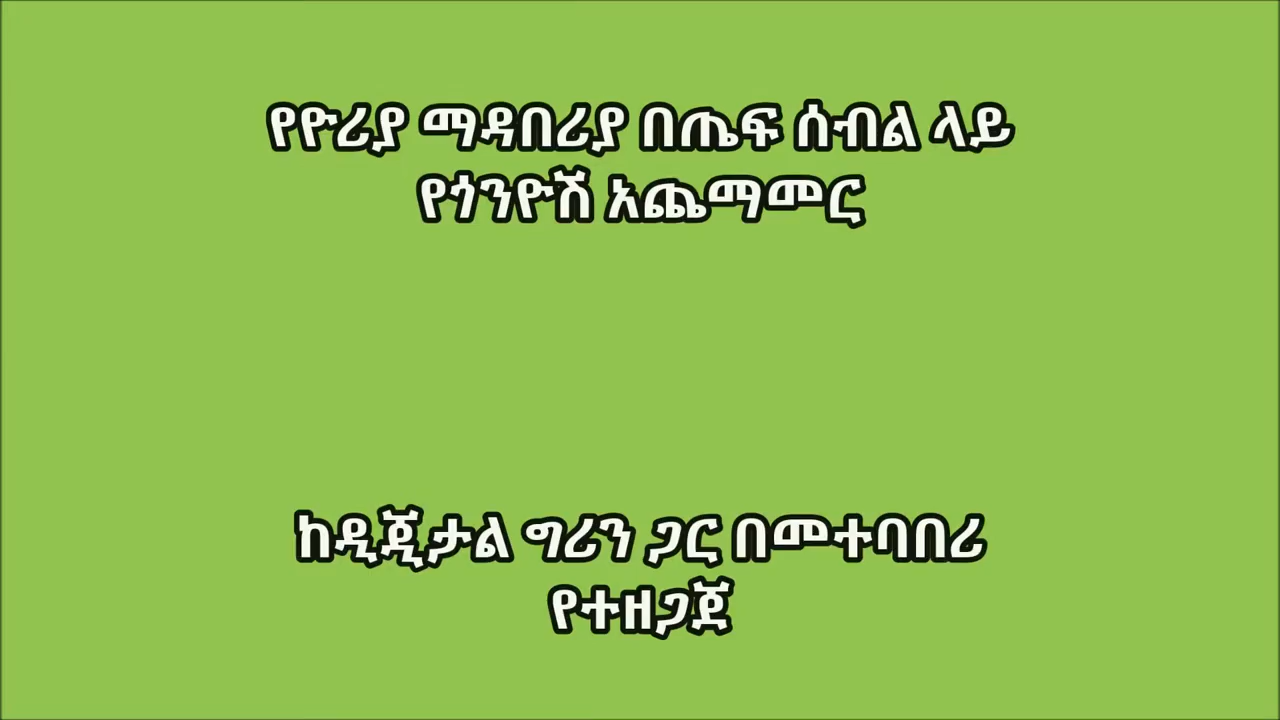 የዮሪያ ማዳበሪያ በጤፍ ሰብል ላይ
የጎንዮሽ አጨማመር
ከዲጂታል ግሪን ጋር በመተባበሪ
የተዘጋጀ